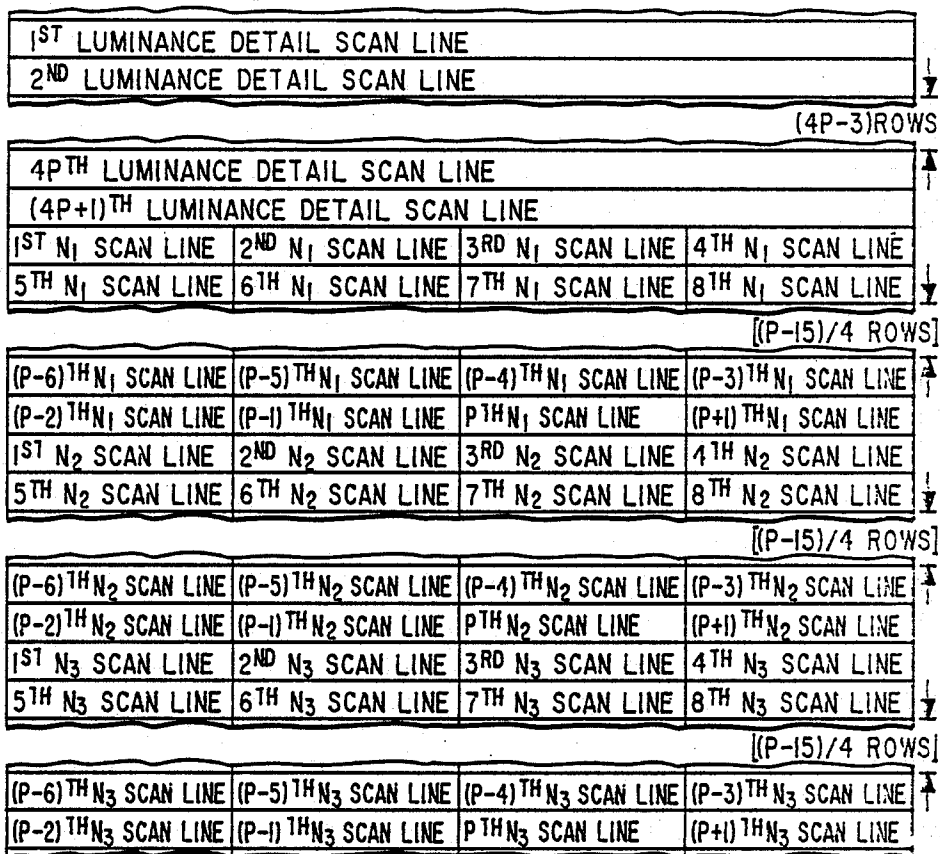 1ST LUMINANCE DETAIL SCAN LINE
2ND LUMINANCE DETAIL SCAN LINE
(4P-3)ROWS
4PTH LUMINANCE DETAIL SCAN LINE
(4P+1)TH LUMINANCE DETAIL SCAN LINE
1ST N1 SCAN LINE 2ND N1 SCAN LINE 3RD N1 SCAN LINE 4TH N1 SCAN LINE
5TH N1 SCAN LINE 6TH N1 SCAN LINE 7TH N1 SCAN LINE 8TH N1 SCAN LINE
[(P-15)/4 ROWS]
(P-6)TH N1 SCAN LINE (P-5)TH N1 SCAN LINE (P-4)TH N1 SCAN LINE (P-3)TH N1 SCAN LINE
(P-2)TH N1 SCAN LINE (P-1)TH N1 SCAN LINE PTH N1 SCAN LINE (P+1)TH N1 SCAN LINE
1ST N2 SCAN LINE 2ND N2 SCAN LINE 3RD N2 SCAN LINE 4TH N2 SCAN LINE
5TH N2 SCAN LINE 6TH N2 SCAN LINE 7TH N2 SCAN LINE 8TH N2 SCAN LINE
[(P-15)/4 ROWS]
(P-6)TH N2 SCAN LINE (P-5)TH N2 SCAN LINE (P-4)TH N2 SCAN LINE (P-3)TH N2 SCAN LINE
(P-2)TH N2 SCAN LINE (P-1)TH N2 SCAN LINE PTH N2 SCAN LINE (P+1)TH N2 SCAN LINE
1ST N3 SCAN LINE 2ND N3 SCAN LINE 3RD N3 SCAN LINE 4TH N3 SCAN LINE
5TH N3 SCAN LINE 6TH N3 SCAN LINE 7TH N3 SCAN LINE 8TH N3 SCAN LINE
[(P-15)/4 ROWS]
(P-6)TH N3 SCAN LINE (P-5)TH N3 SCAN LINE (P-4)TH N3 SCAN LINE (P-3)TH N3 SCAN LINE
(P-2)TH N3 SCAN LINE (P-1)TH N3 SCAN LINE PTH N3 SCAN LINE (P+1)TH N3 SCAN LINE